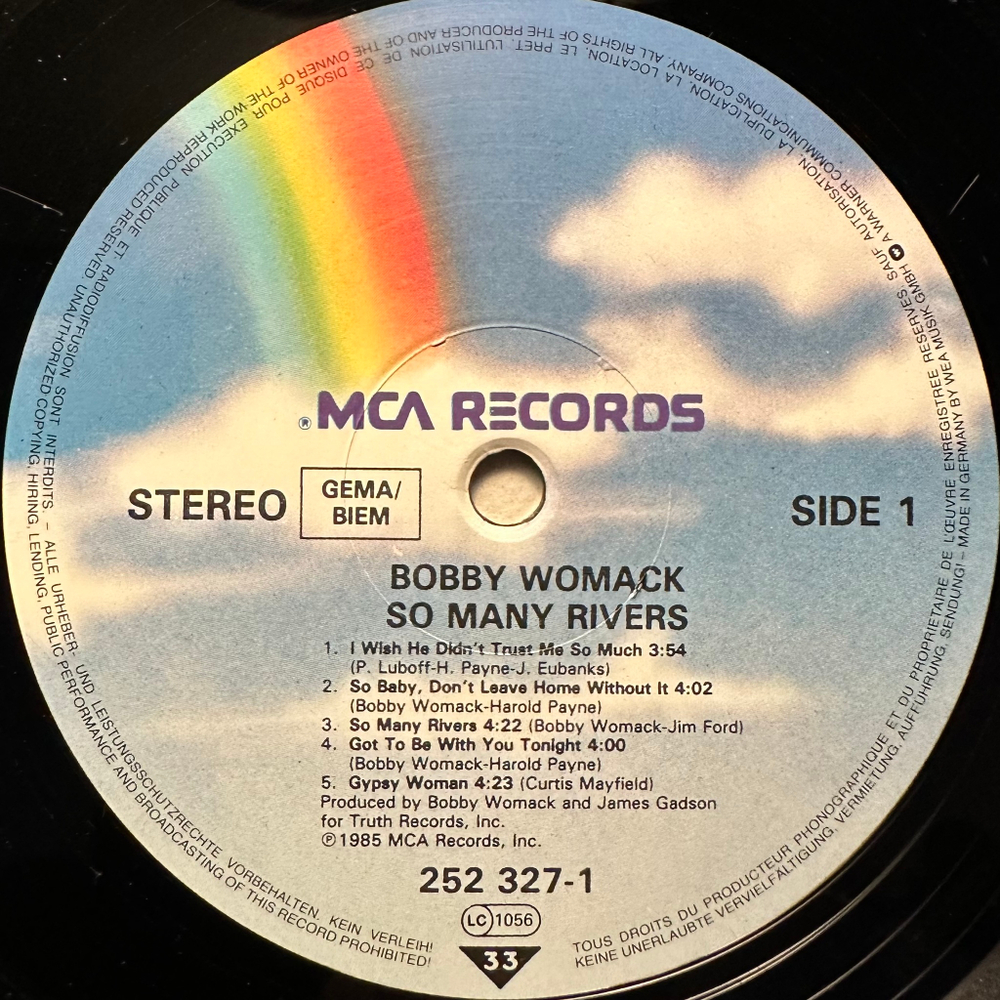 ® MCA RECORDS
STEREO
GEMA/
BIEM
SIDE 1
BOBBY WOMACK
SO MANY RIVERS
1. I Wish He Didn't Trust Me So Much 3:54
(P. Luboff-H. Payne-J. Eubanks)
2. So Baby, Don't Leave Home Without It 4:02
(Bobby Womack-Harold Payne)
3. So Many Rivers 4:22 (Bobby Womack-Jim Ford)
4. Got To Be With You Tonight 4:00
(Bobby Womack-Harold Payne)
5. Gypsy Woman 4:23 (Curtis Mayfield)
Produced by Bobby Womack and James Gadson
for Truth Records, Inc.
℗1985 MCA Records, Inc.
252 327-1
LC 1056
33
TOUS DROITS DU PRODUCTEUR PHONOGRAPHIQUE ET DU PROPRIETAIRE DE L'ŒUVRE ENREGISTREE RESERVES. SAUF AUTORISATION, LA DUPLICATION, LA LOCATION, LE PRET, L'UTILISATION DE CE DISQUE POUR EXECUTION PUBLIQUE ET RADIODIFFUSION SONT INTERDITS. – ALLE URHEBER- UND LEISTUNGSSCHUTZRECHTE VORBEHALTEN. KEIN VERLEIH!
KEINE UNERLAUBTE VERVIELFÄLTIGUNG, VERMIETUNG, AUFFÜHRUNG, SENDUNG! – MADE IN GERMANY BY WEA MUSIK GMBH A WARNER COMMUNICATIONS COMPANY. ALL RIGHTS OF THE PRODUCER AND OF THE OWNER OF THE WORK REPRODUCED RESERVED. UNAUTHORIZED COPYING, HIRING, LENDING, PUBLIC PERFORMANCE AND BROADCASTING OF THIS RECORD PROHIBITED!